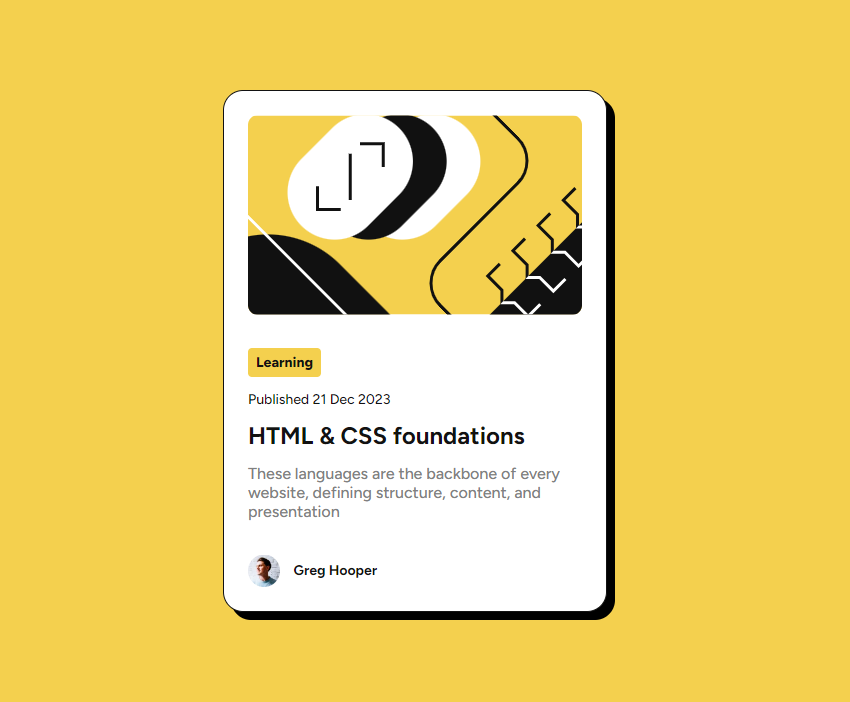 Learning
Published 21 Dec 2023
HTML & CSS foundations
These languages are the backbone of every
website, defining structure, content, and
presentation
Greg Hooper